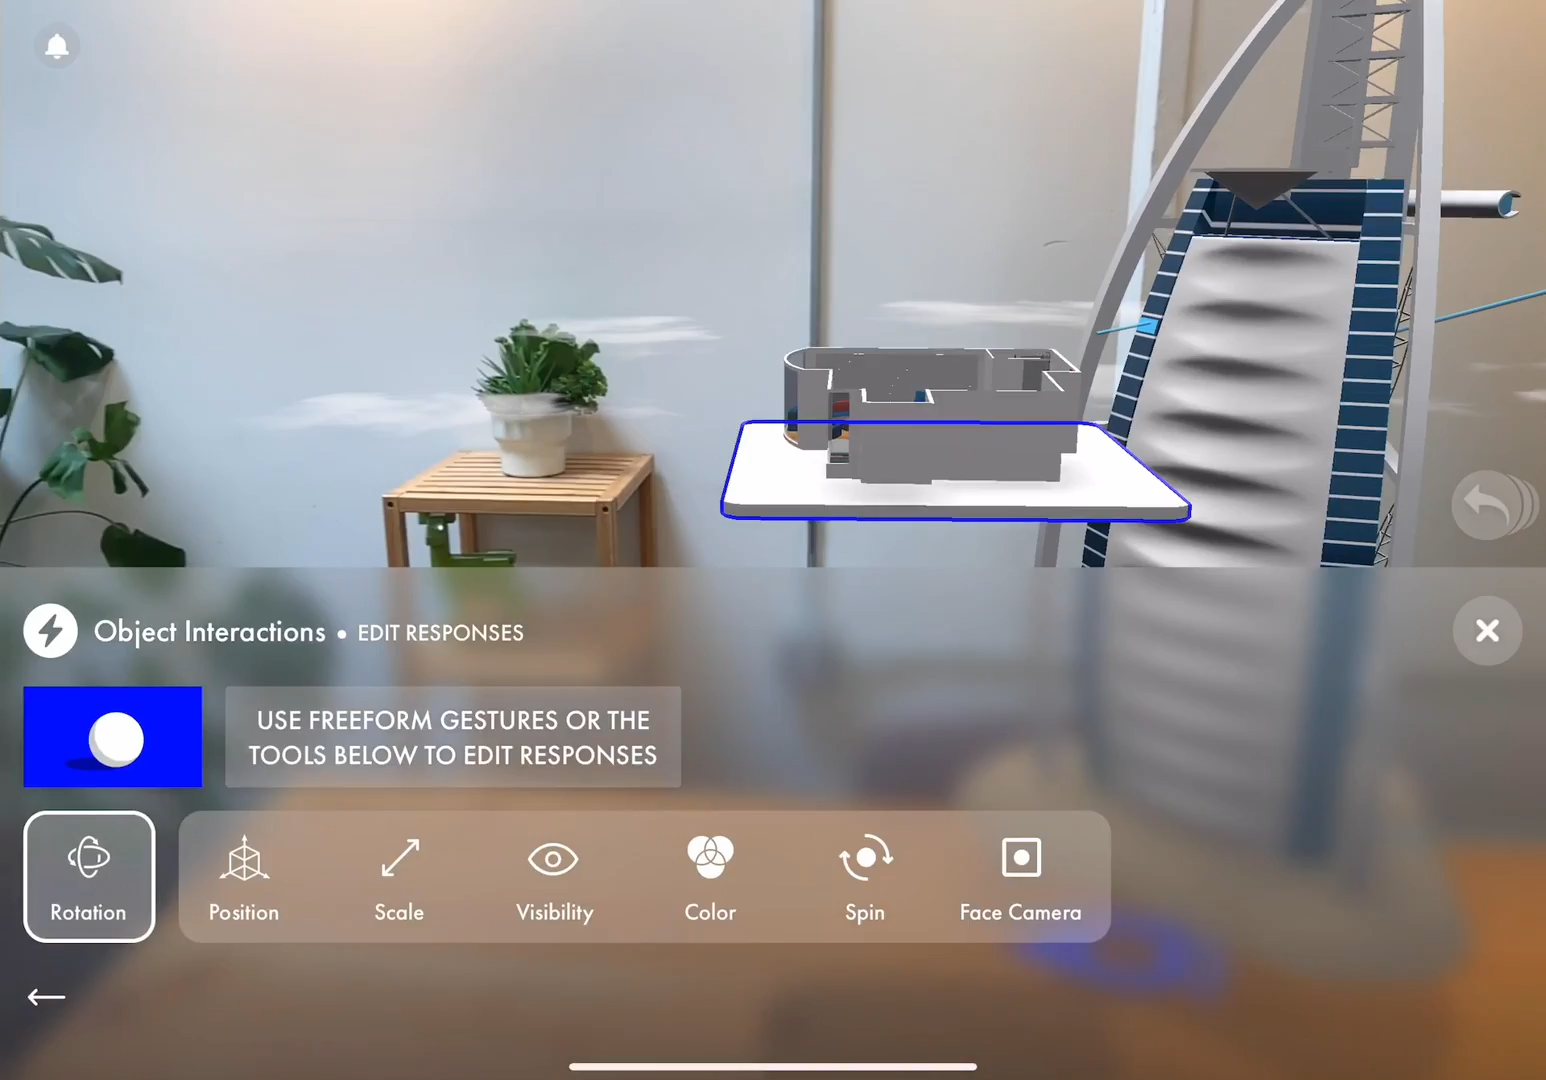 Object Interactions • EDIT RESPONSES
USE FREEFORM GESTURES OR THE
TOOLS BELOW TO EDIT RESPONSES
Rotation
Position
Scale
Visibility
Color
Spin
Face Camera